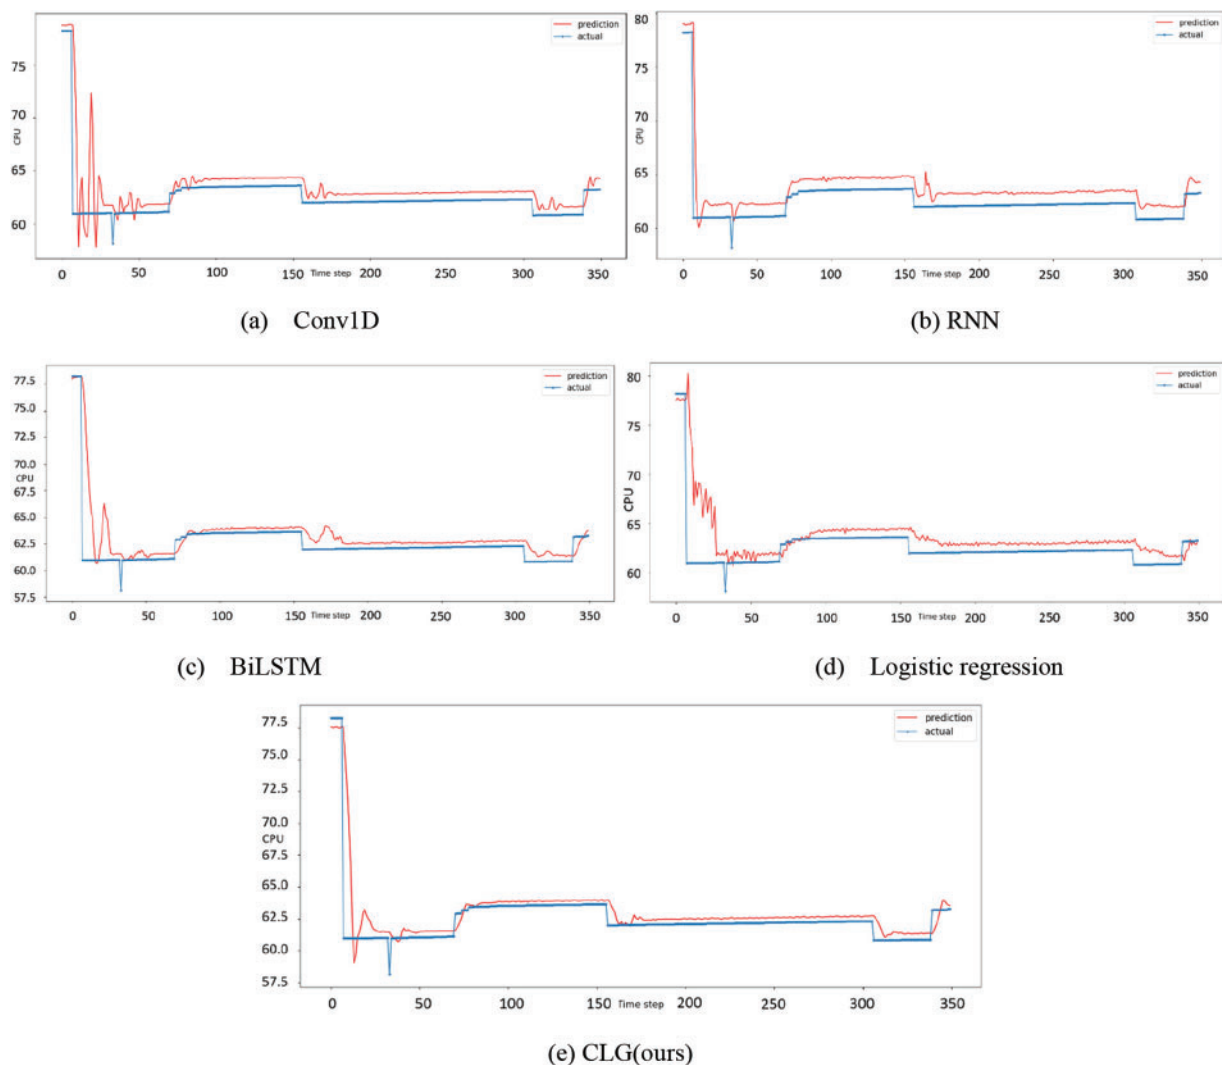 prediction
actual
75
70
CPU
65
60
0 50 100 150 Time step 200 250 300 350
(a) Conv1D
prediction
actual
80
75
70
CPU
65
60
0 50 100 150 Time step 200 250 300 350
(b) RNN
prediction
actual
77.5
75.0
72.5
70.0
CPU
67.5
65.0
62.5
60.0
57.5
0 50 100 150 Time step 200 250 300 350
(c) BiLSTM
prediction
actual
80
75
70
CPU
65
60
0 50 100 150 Time step 200 250 300 350
(d) Logistic regression
prediction
actual
77.5
75.0
72.5
70.0
CPU
67.5
65.0
62.5
60.0
57.5
0 50 100 150 Time step 200 250 300 350
(e) CLG(ours)